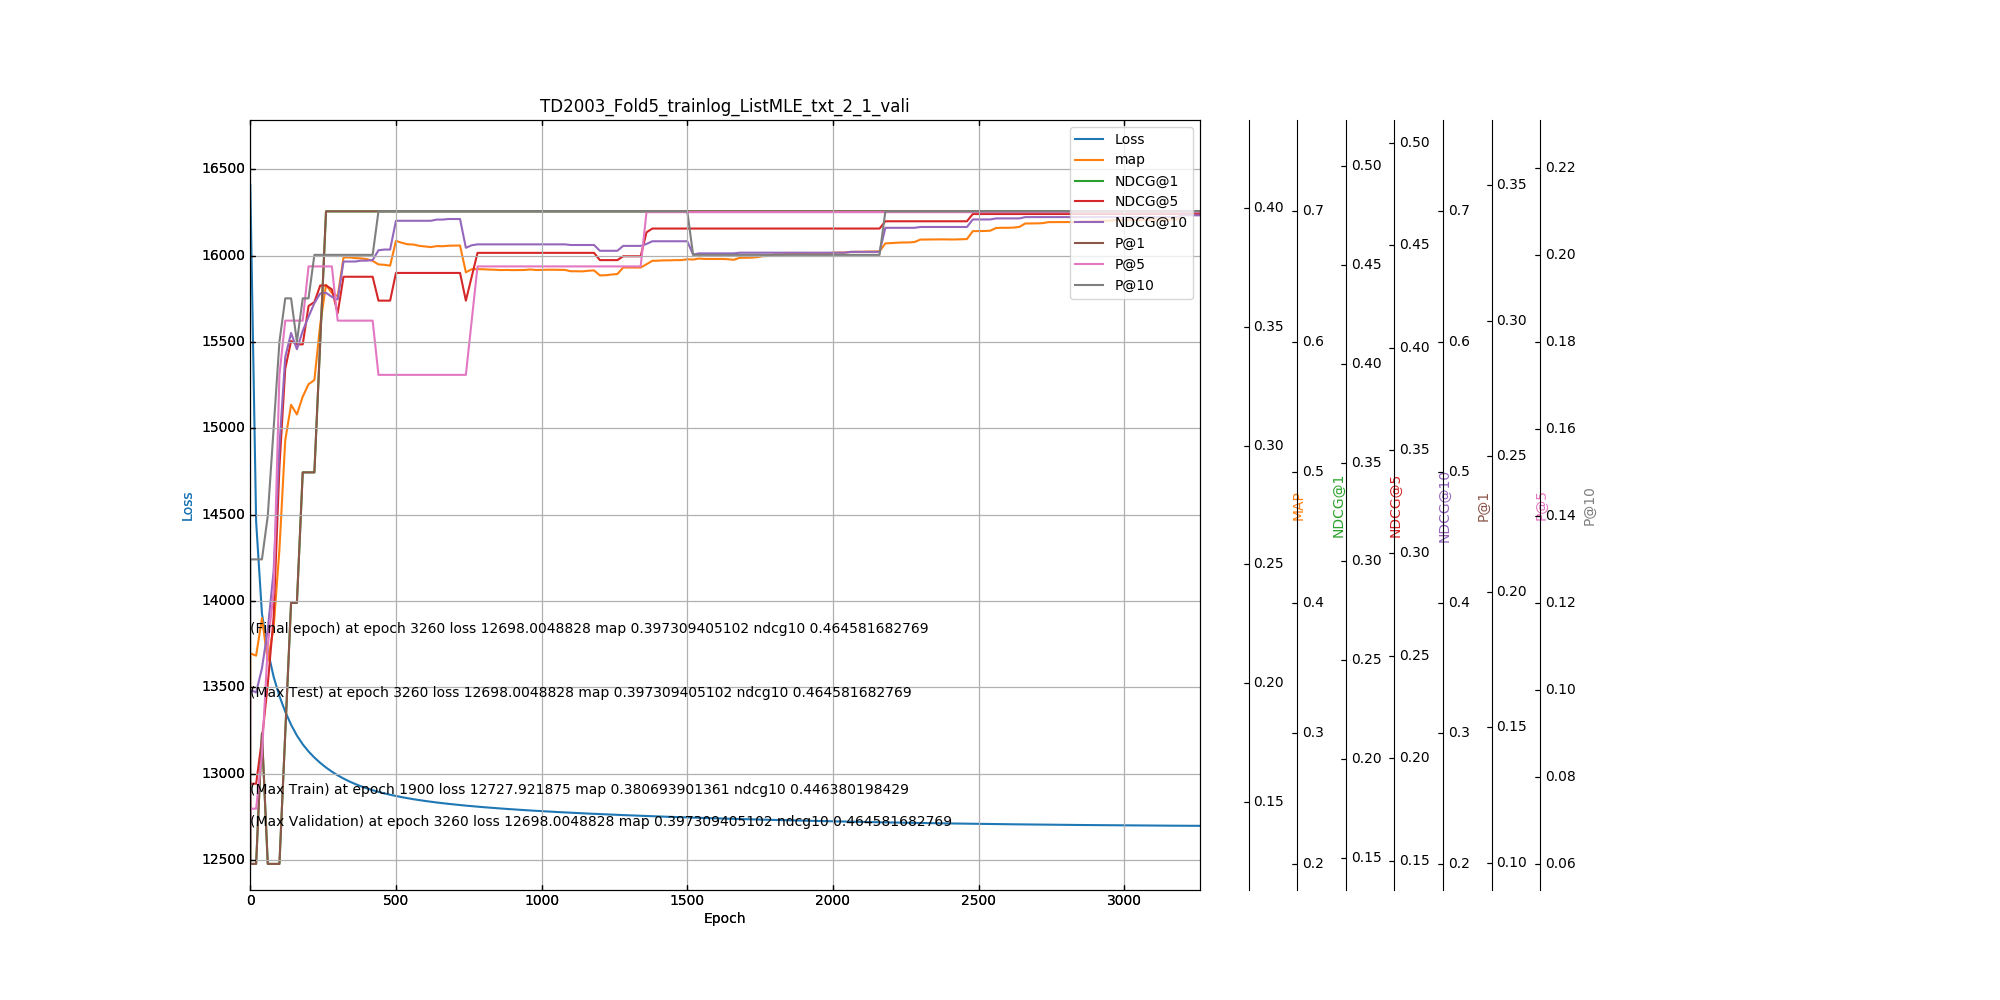 TD2003_Fold5_trainlog_ListMLE_txt_2_1_vali
Loss
map
NDCG@1
NDCG@5
NDCG@10
P@1
P@5
P@10
16500
16000
15500
15000
14500
14000
13500
13000
12500
Loss
(Final epoch) at epoch 3260 loss 12698.0048828 map 0.397309405102 ndcg10 0.464581682769
(Max Test) at epoch 3260 loss 12698.0048828 map 0.397309405102 ndcg10 0.464581682769
(Max Train) at epoch 1900 loss 12727.921875 map 0.380693901361 ndcg10 0.446380198429
(Max Validation) at epoch 3260 loss 12698.0048828 map 0.397309405102 ndcg10 0.464581682769
0 500 1000 1500 2000 2500 3000
Epoch
0.40
0.35
0.30
0.25
0.20
0.15
MAP
0.7
0.6
0.5
0.4
0.3
0.2
NDCG@1
0.50
0.45
0.40
0.35
0.30
0.25
0.20
0.15
NDCG@5
0.50
0.45
0.40
0.35
0.30
0.25
0.20
0.15
NDCG@10
0.7
0.6
0.5
0.4
0.3
0.2
P@1
0.35
0.30
0.25
0.20
0.15
0.10
P@5
0.22
0.20
0.18
0.16
0.14
0.12
0.10
0.08
0.06
P@10